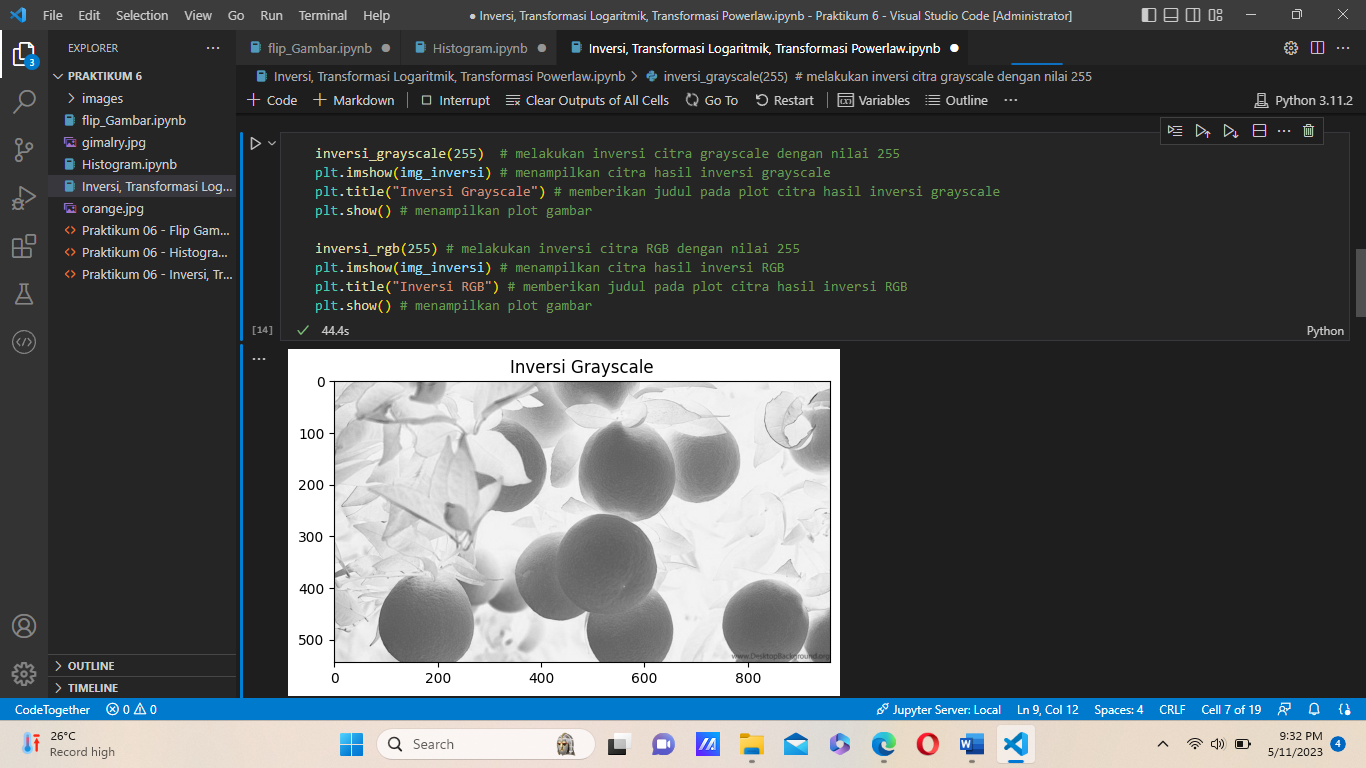 File Edit Selection View Go Run Terminal Help
● Inversi, Transformasi Logaritmik, Transformasi Powerlaw.ipynb - Praktikum 6 - Visual Studio Code [Administrator]
EXPLORER
PRAKTIKUM 6
images
flip_Gambar.ipynb
gimalry.jpg
Histogram.ipynb
Inversi, Transformasi Log...
orange.jpg
Praktikum 06 - Flip Gam...
Praktikum 06 - Histogra...
Praktikum 06 - Inversi, Tr...
OUTLINE
TIMELINE
3
flip_Gambar.ipynb ● Histogram.ipynb ● Inversi, Transformasi Logaritmik, Transformasi Powerlaw.ipynb ●
Inversi, Transformasi Logaritmik, Transformasi Powerlaw.ipynb > inversi_grayscale(255) # melakukan inversi citra grayscale dengan nilai 255
+ Code + Markdown Interrupt Clear Outputs of All Cells Go To Restart Variables Outline ... Python 3.11.2
inversi_grayscale(255)  # melakukan inversi citra grayscale dengan nilai 255
plt.imshow(img_inversi) # menampilkan citra hasil inversi grayscale
plt.title("Inversi Grayscale") # memberikan judul pada plot citra hasil inversi grayscale
plt.show() # menampilkan plot gambar
inversi_rgb(255) # melakukan inversi citra RGB dengan nilai 255
plt.imshow(img_inversi) # menampilkan citra hasil inversi RGB
plt.title("Inversi RGB") # memberikan judul pada plot citra hasil inversi RGB
plt.show() # menampilkan plot gambar
[14] 44.4s Python
Inversi Grayscale
0
100
200
300
400
500
0 200 400 600 800
www.DesktopBackground.org
CodeTogether 0 0 Jupyter Server: Local Ln 9, Col 12 Spaces: 4 CRLF Cell 7 of 19
26°C
Record high
Search
9:32 PM
5/11/2023
4